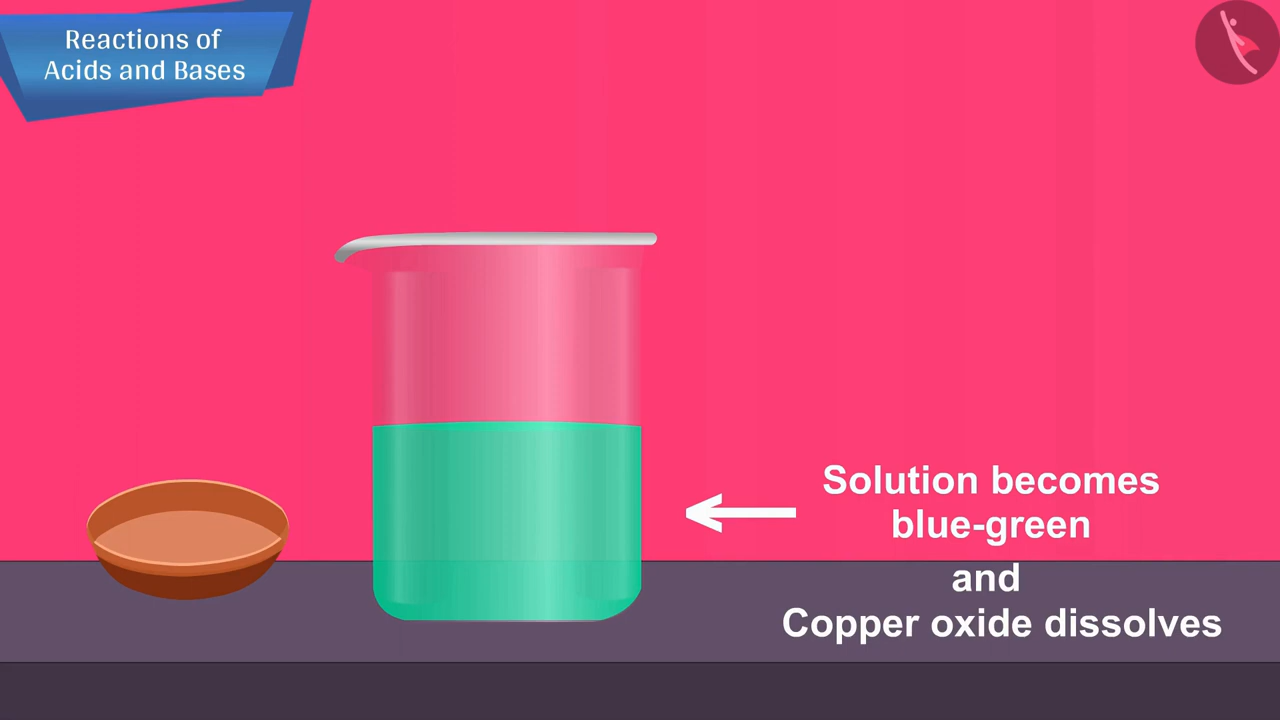 Reactions of
Acids and Bases
Solution becomes
blue-green
and
Copper oxide dissolves